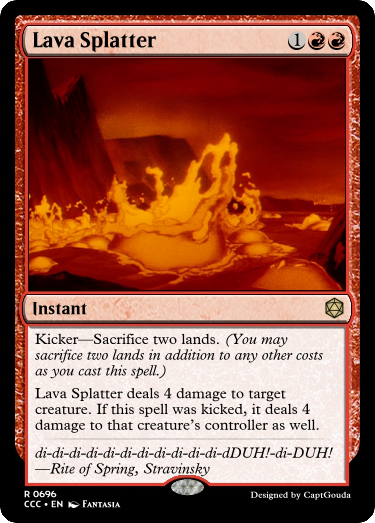 Lava Splatter
1
Instant
Kicker—Sacrifice two lands. (You may
sacrifice two lands in addition to any other costs
as you cast this spell.)
Lava Splatter deals 4 damage to target
creature. If this spell was kicked, it deals 4
damage to that creature's controller as well.
di-di-di-di-di-di-di-di-di-di-di-dDUH!-di-DUH!
—Rite of Spring, Stravinsky
R 0696
CCC • EN Fantasia
Designed by CaptGouda